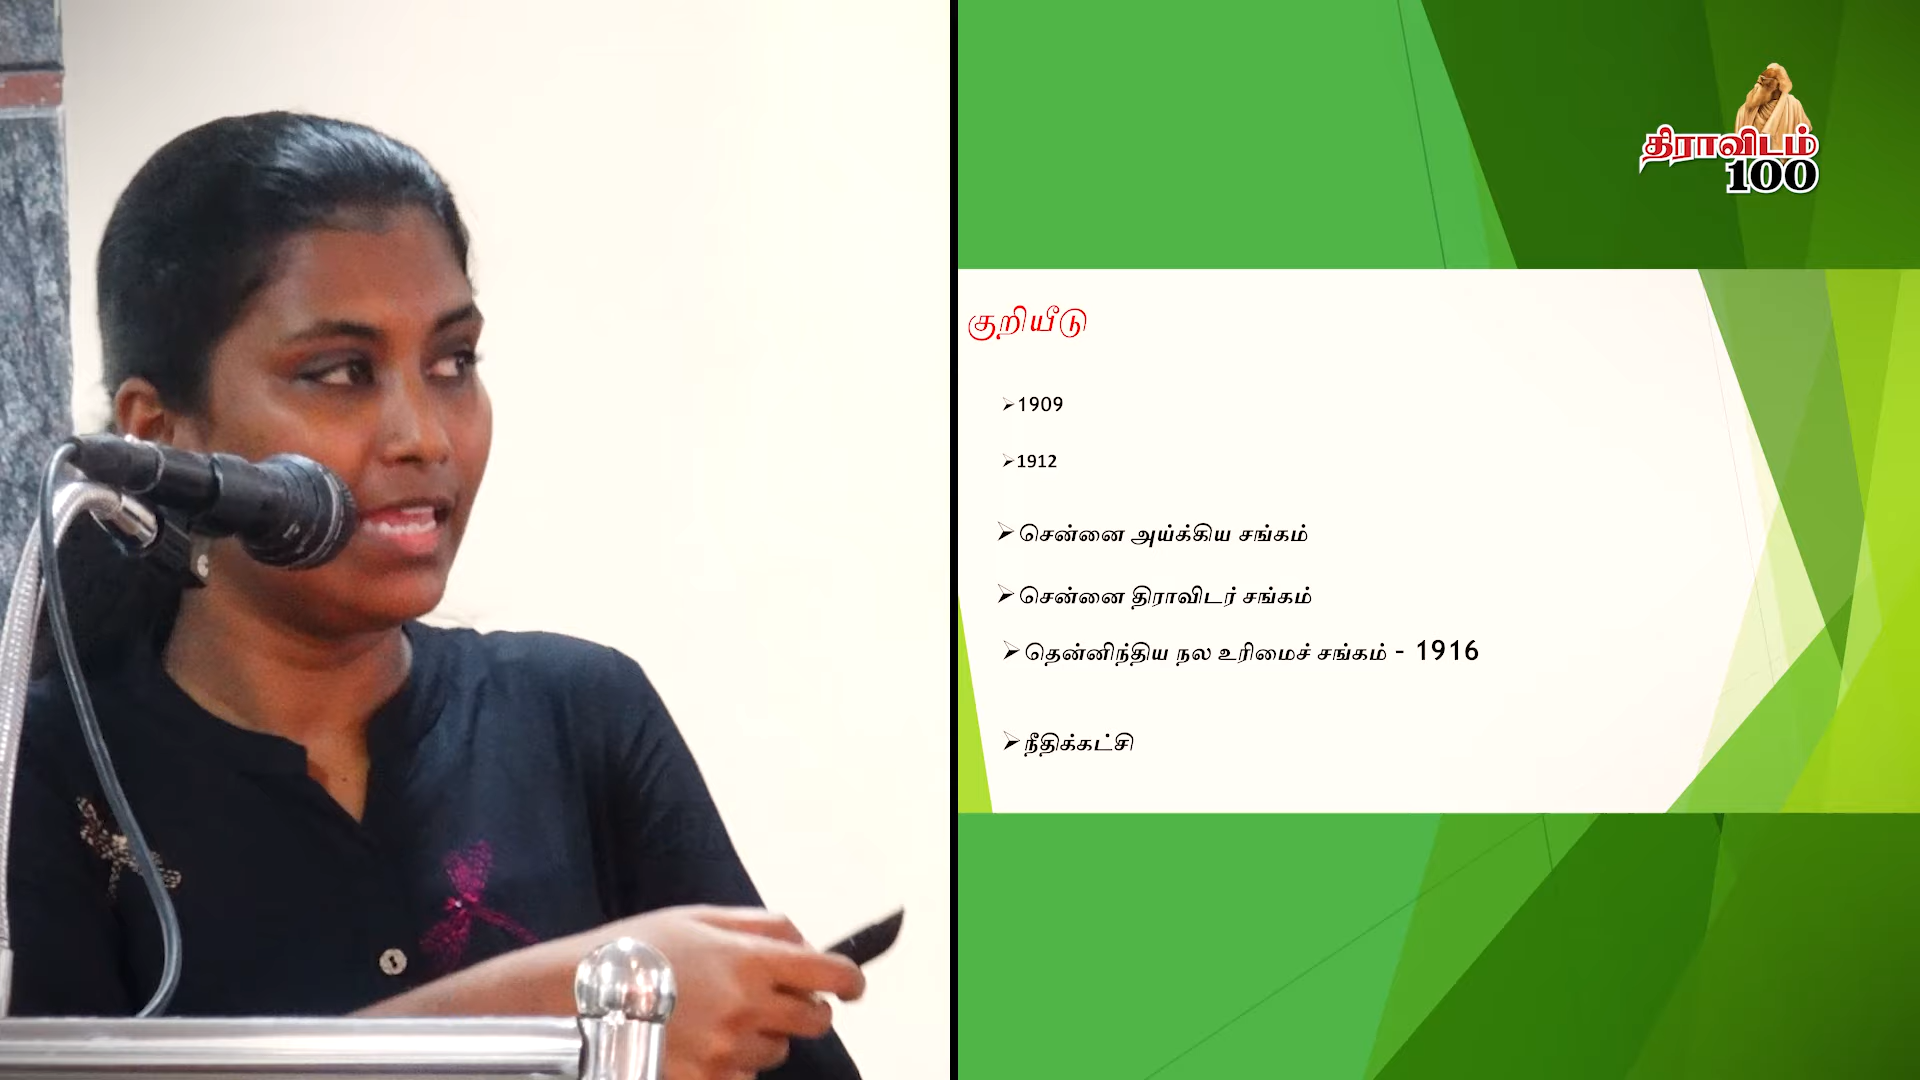 திராவிடம்
100
குறியீடு
➢1909
➢1912
➢சென்னை அய்க்கிய சங்கம்
➢சென்னை திராவிடர் சங்கம்
➢தென்னிந்திய நல உரிமைச் சங்கம் - 1916
➢நீதிக்கட்சி